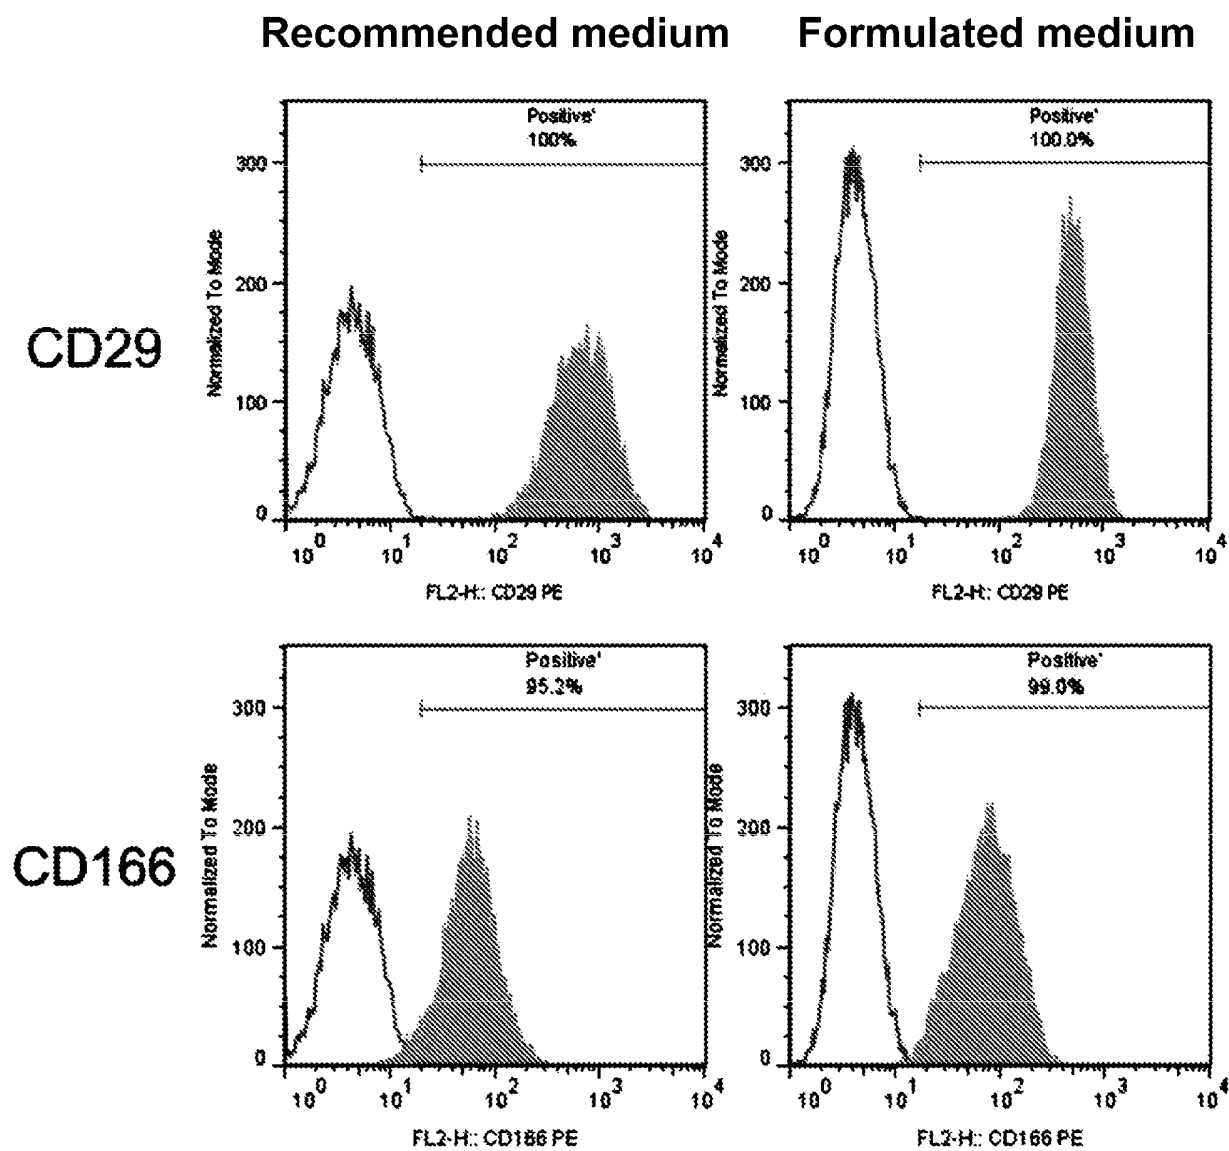 Recommended medium Formulated medium
Positive'
100%
Positive'
100.0%
300
200
100
0
Normalized To Mode
10^0 10^1 10^2 10^3 10^4
FL2-H:: CD29 PE
300
200
100
0
Normalized To Mode
10^0 10^1 10^2 10^3 10^4
FL2-H:: CD29 PE
CD29
Positive'
95.2%
Positive'
99.0%
300
200
100
0
Normalized To Mode
10^0 10^1 10^2 10^3 10^4
FL2-H:: CD166 PE
300
200
100
0
Normalized To Mode
10^0 10^1 10^2 10^3 10^4
FL2-H:: CD166 PE
CD166